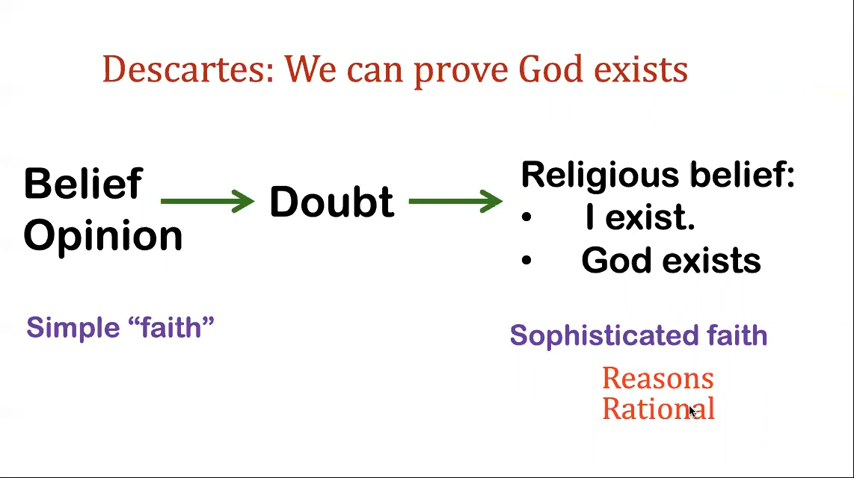 Descartes: We can prove God exists
Belief
Opinion
Doubt
Religious belief:
• I exist.
• God exists
Simple “faith”
Sophisticated faith
Reasons
Rational